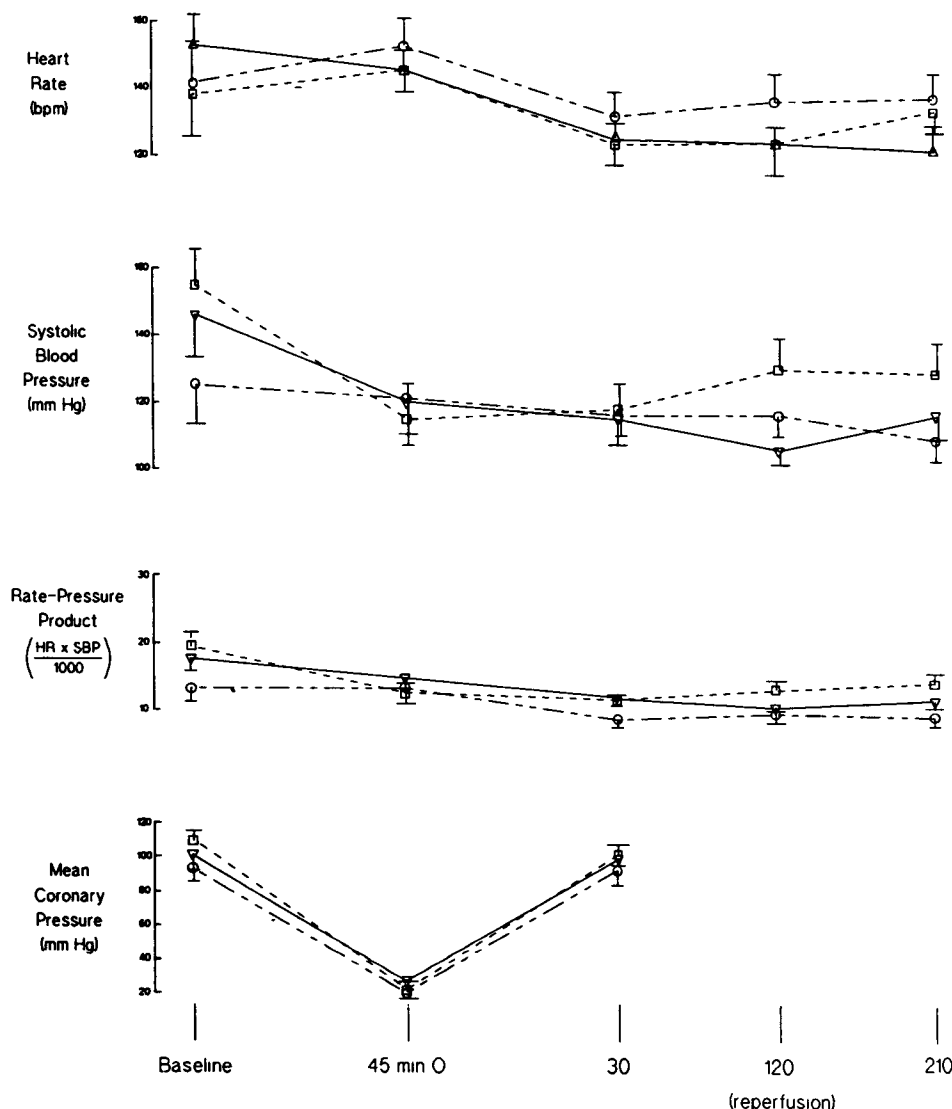 160
Heart
Rate
(bpm)
140
120
160
Systolic
Blood
Pressure
(mm Hg)
140
120
100
30
Rate-Pressure
Product
(HR x SBP
1000)
20
10
120
Mean
Coronary
Pressure
(mm Hg)
100
80
60
40
20
Baseline 45 min O 30 120 210
(reperfusion)